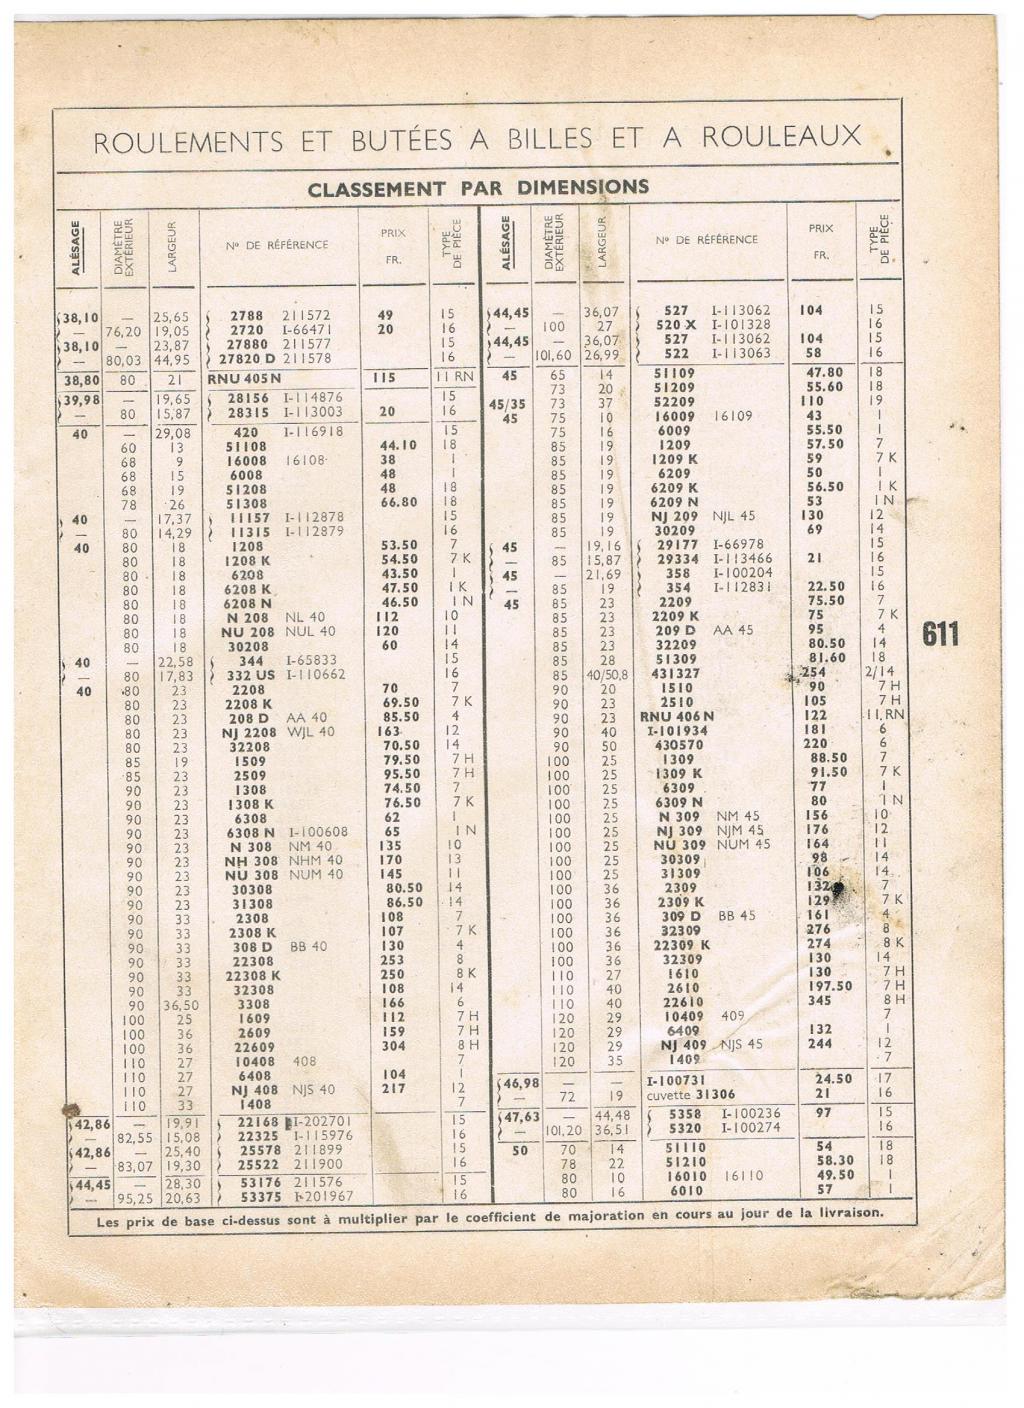 ROULEMENTS ET BUTÉES A BILLES ET A ROULEAUX
CLASSEMENT PAR DIMENSIONS
ALÉSAGE DIAMÈTRE EXTÉRIEUR LARGEUR Nº DE RÉFÉRENCE PRIX FR. TYPE DE PIÈCE
38,10 — 25,65 2788 211572 49 15
— 76,20 19,05 2720 I-66471 20 16
38,10 — 23,87 27880 211577 15
— 80,03 44,95 27820 D 211578 16
38,80 80 21 RNU 405 N 115 11 RN
39,98 — 19,65 28156 I-114876 15
— 80 15,87 28315 I-113003 20 16
40 — 29,08 420 I-116918 15
60 13 51108 44.10 18
68 9 16008 16108 38 1
68 15 6008 48 1
68 19 51208 48 18
78 26 51308 66.80 18
40 — 17,37 11157 I-112878 15
— 80 14,29 11315 I-112879 16
40 80 18 1208 53.50 7
80 18 1208 K 54.50 7 K
80 18 6208 43.50 1
80 18 6208 K 47.50 1 K
80 18 6208 N 46.50 1 N
80 18 N 208 NL 40 112 10
80 18 NU 208 NUL 40 120 11
80 18 30208 60 14
40 — 22,58 344 I-65833 15
— 80 17,83 332 US I-110662 16
40 80 23 2208 70 7
80 23 2208 K 69.50 7 K
80 23 208 D AA 40 85.50 4
80 23 NJ 2208 WJL 40 163 12
80 23 32208 70.50 14
85 19 1509 79.50 7 H
85 23 2509 95.50 7 H
90 23 1308 74.50 7
90 23 1308 K 76.50 7 K
90 23 6308 62 1
90 23 6308 N I-100608 65 1 N
90 23 N 308 NM 40 135 10
90 23 NH 308 NHM 40 170 13
90 23 NU 308 NUM 40 145 11
90 23 30308 80.50 14
90 23 31308 86.50 14
90 33 2308 108 7
90 33 2308 K 107 7 K
90 33 308 D BB 40 130 4
90 33 22308 253 8
90 33 22308 K 250 8 K
90 33 32308 108 14
90 36,50 3308 166 6
100 25 1609 112 7 H
100 36 2609 159 7 H
100 36 22609 304 8 H
110 27 10408 408 7
110 27 6408 104 1
110 27 NJ 408 NJS 40 217 12
110 33 1408 7
42,86 — 19,91 22168 I-202701 15
— 82,55 15,08 22325 I-115976 16
42,86 — 25,40 25578 211899 15
— 83,07 19,30 25522 211900 16
44,45 — 28,30 53176 211576 15
— 95,25 20,63 53375 I-201967 16
ALÉSAGE DIAMÈTRE EXTÉRIEUR LARGEUR Nº DE RÉFÉRENCE PRIX FR. TYPE DE PIÈCE
44,45 — 36,07 527 I-113062 104 15
— 100 27 520 X I-101328 16
44,45 — 36,07 527 I-113062 104 15
— 101,60 26,99 522 I-113063 58 16
45 65 14 51109 47.80 18
73 20 51209 55.60 18
45/35 73 37 52209 110 19
45 75 10 16009 16109 43 1
75 16 6009 55.50 1
85 19 1209 57.50 7
85 19 1209 K 59 7 K
85 19 6209 50 1
85 19 6209 K 56.50 1 K
85 19 6209 N 53 1 N
85 19 NJ 209 NJL 45 130 12
85 19 30209 69 14
45 — 19,16 29177 I-66978 15
— 85 15,87 29334 I-113466 21 16
45 — 21,69 358 I-100204 15
— 85 19 354 I-112831 22.50 16
45 85 23 2209 75.50 7
85 23 2209 K 75 7 K
85 23 209 D AA 45 95 4
85 23 32209 80.50 14
85 28 51309 81.60 18
85 40/50,8 431327 254 2/14
90 20 1510 90 7 H
90 23 2510 105 7 H
90 23 RNU 406 N 122 11, RN
90 40 I-101934 181 6
90 50 430570 220 6
100 25 1309 88.50 7
100 25 1309 K 91.50 7 K
100 25 6309 77 1
100 25 6309 N 80 1 N
100 25 N 309 NM 45 156 10
100 25 NJ 309 NJM 45 176 12
100 25 NU 309 NUM 45 164 11
100 25 30309 98 14
100 25 31309 106 14
100 36 2309 132 7
100 36 2309 K 129 7 K
100 36 309 D BB 45 161 4
100 36 32309 276 8
100 36 22309 K 274 8 K
100 36 32309 130 14
110 27 1610 130 7 H
110 40 2610 197.50 7 H
110 40 22610 345 8 H
120 29 10409 409 7
120 29 6409 132 1
120 29 NJ 409 NJS 45 244 12
120 35 1409 7
46,98 — — I-100731 24.50 17
— 72 19 cuvette 31306 21 16
47,63 — 44,48 5358 I-100236 97 15
— 101,20 36,51 5320 I-100274 16
50 70 14 51110 54 18
78 22 51210 58.30 18
80 10 16010 16110 49.50 1
80 16 6010 57 1
Les prix de base ci-dessus sont à multiplier par le coefficient de majoration en cours au jour de la livraison.
611